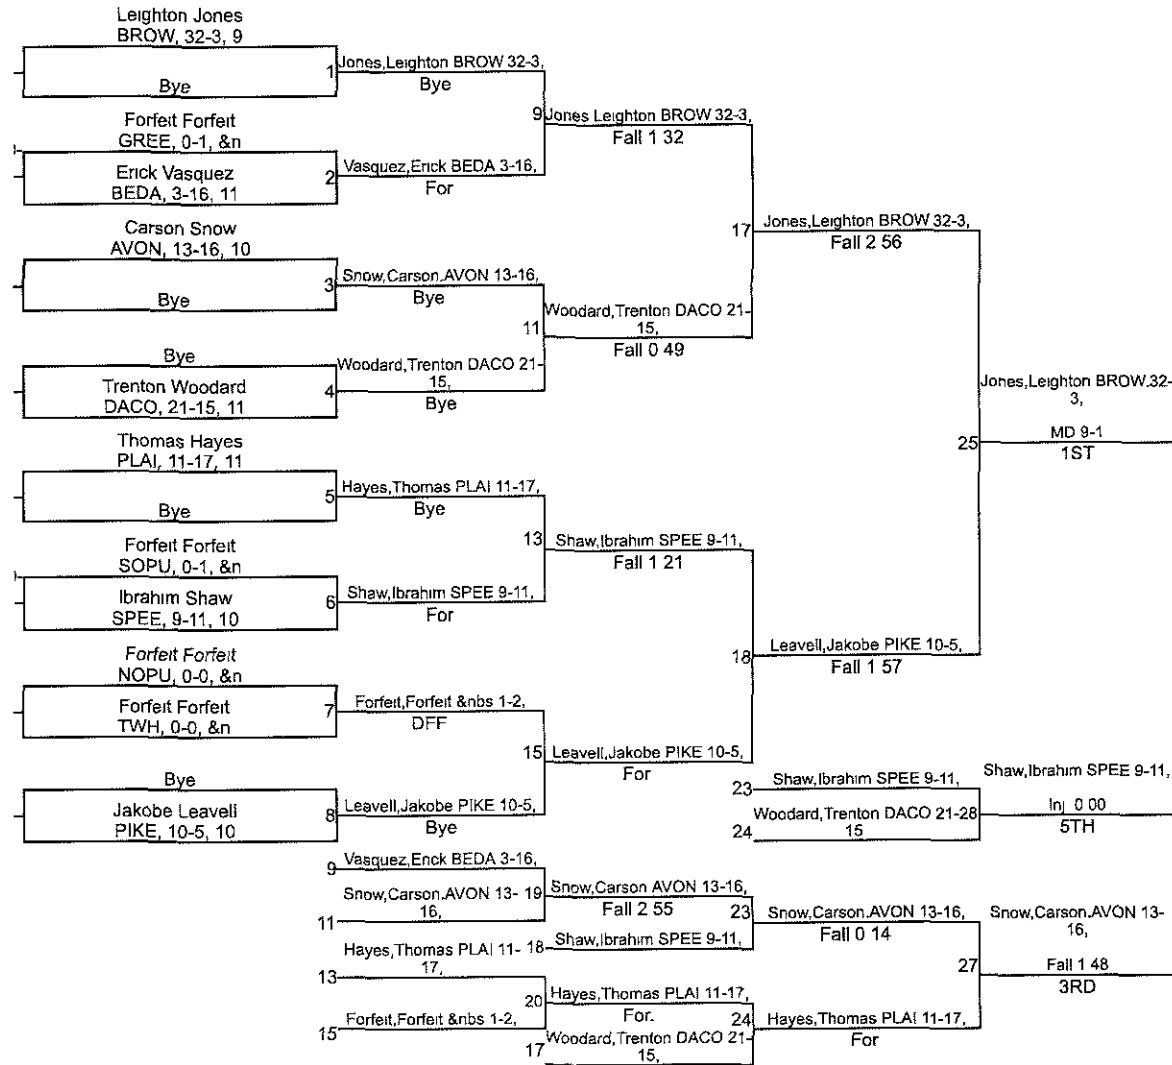 Leighton Jones
BROW, 32-3, 9
Bye
1
Jones,Leighton BROW 32-3,
Bye
Forfeit Forfeit
GREE, 0-1, &n
Erick Vasquez
BEDA, 3-16, 11
2
Vasquez,Erick BEDA 3-16,
For
9
Jones Leighton BROW 32-3,
Fall 1 32
Carson Snow
AVON, 13-16, 10
Bye
3
Snow,Carson.AVON 13-16,
Bye
Bye
Trenton Woodard
DACO, 21-15, 11
4
Woodard,Trenton DACO 21-
15,
Bye
11
Woodard,Trenton DACO 21-
15,
Fall 0 49
17
Jones,Leighton BROW 32-3,
Fall 2 56
Thomas Hayes
PLAI, 11-17, 11
Bye
5
Hayes,Thomas PLAI 11-17,
Bye
Forfeit Forfeit
SOPU, 0-1, &n
Ibrahim Shaw
SPEE, 9-11, 10
6
Shaw,Ibrahim SPEE 9-11,
For
13
Shaw,Ibrahim SPEE 9-11,
Fall 1 21
Forfeit Forfeit
NOPU, 0-0, &n
Forfeit Forfeit
TWH, 0-0, &n
7
Forfeit,Forfeit &nbs 1-2,
DFF
Bye
Jakobe Leavell
PIKE, 10-5, 10
8
Leavell,Jakobe PIKE 10-5,
Bye
15
Leavell,Jakobe PIKE 10-5,
For
18
Leavell,Jakobe PIKE 10-5,
Fall 1 57
25
Jones,Leighton BROW.32-
3,
MD 9-1
1ST
23
Shaw,Ibrahim SPEE 9-11,
24
Woodard,Trenton DACO 21-28
15
Shaw,Ibrahim SPEE 9-11,
Inj 0 00
5TH
9
Vasquez,Erick BEDA 3-16,
11
Snow,Carson.AVON 13- 19
16,
Snow,Carson AVON 13-16,
Fall 2 55
18
Shaw,Ibrahim SPEE 9-11,
23
Snow,Carson.AVON 13-16,
Fall 0 14
13
Hayes,Thomas PLAI 11-
17,
15
Forfeit,Forfeit &nbs 1-2,
20
Hayes,Thomas PLAI 11-17,
For.
17
Woodard,Trenton DACO 21-
15,
24
Hayes,Thomas PLAI 11-17,
For
27
Snow,Carson.AVON 13-
16,
Fall 1 48
3RD